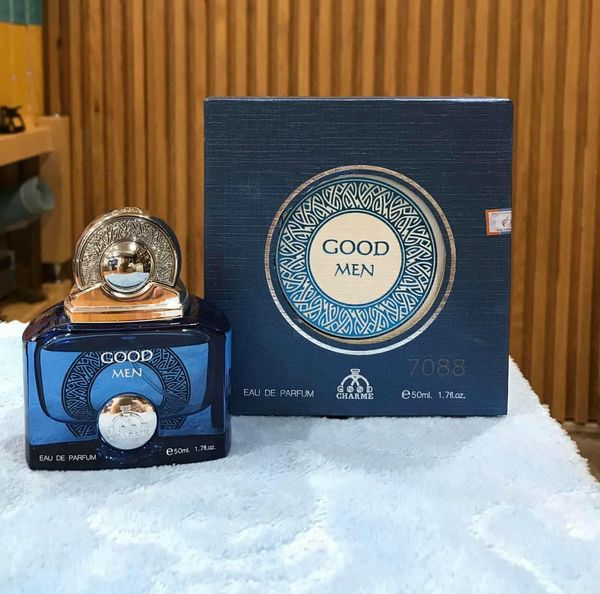 GOOD
MEN
EAU DE PARFUM
℮50ml. 1.7fl.oz.
GOOD
MEN
7088
EAU DE PARFUM
GOOD
CHARME
℮50ml. 1.7fl.oz.